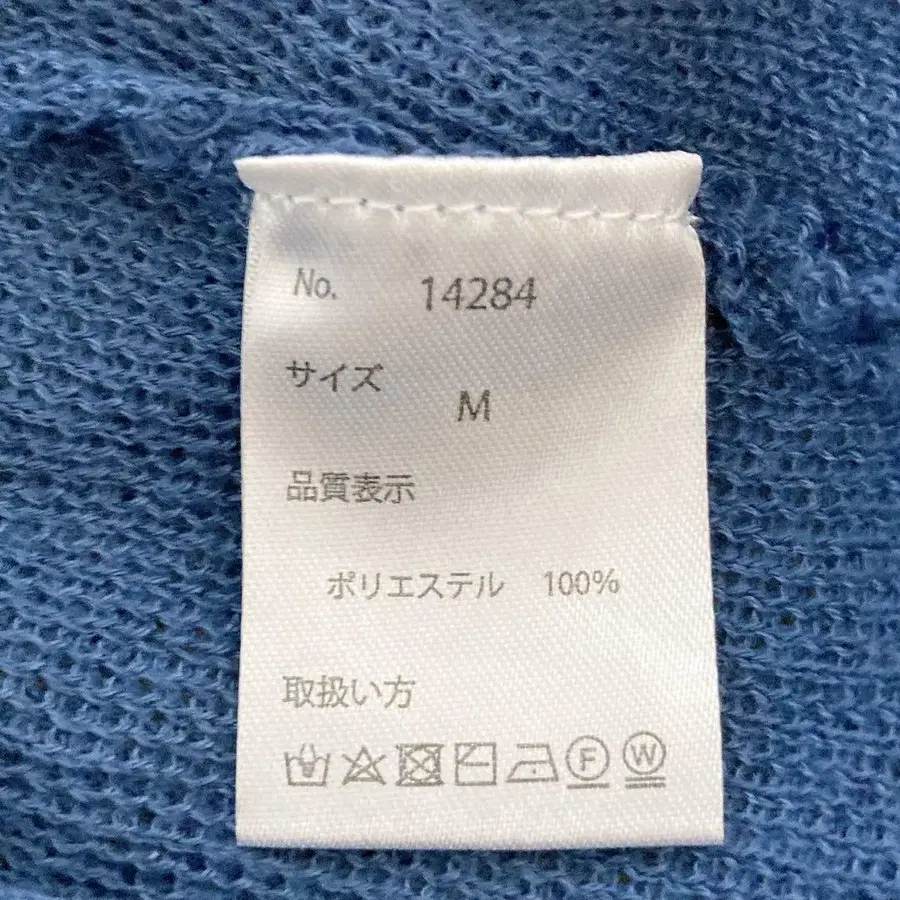 No. 14284
サイズ
M
品質表示
ポリエステル 100%
取扱い方
F W